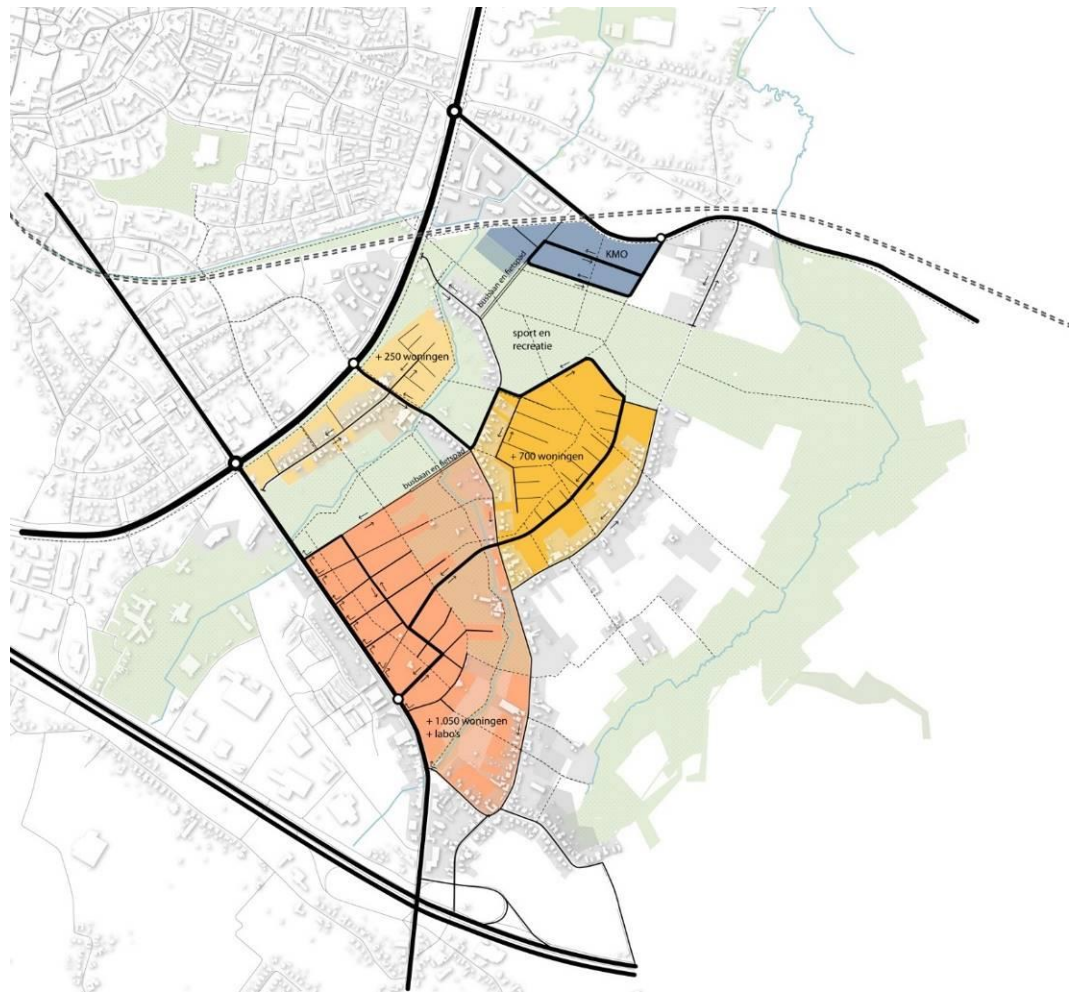 KMO
busbaan en fietspad
sport en
recreatie
+ 250 woningen
+ 700 woningen
busbaan en fietspad
+ 1.050 woningen
+ labo's